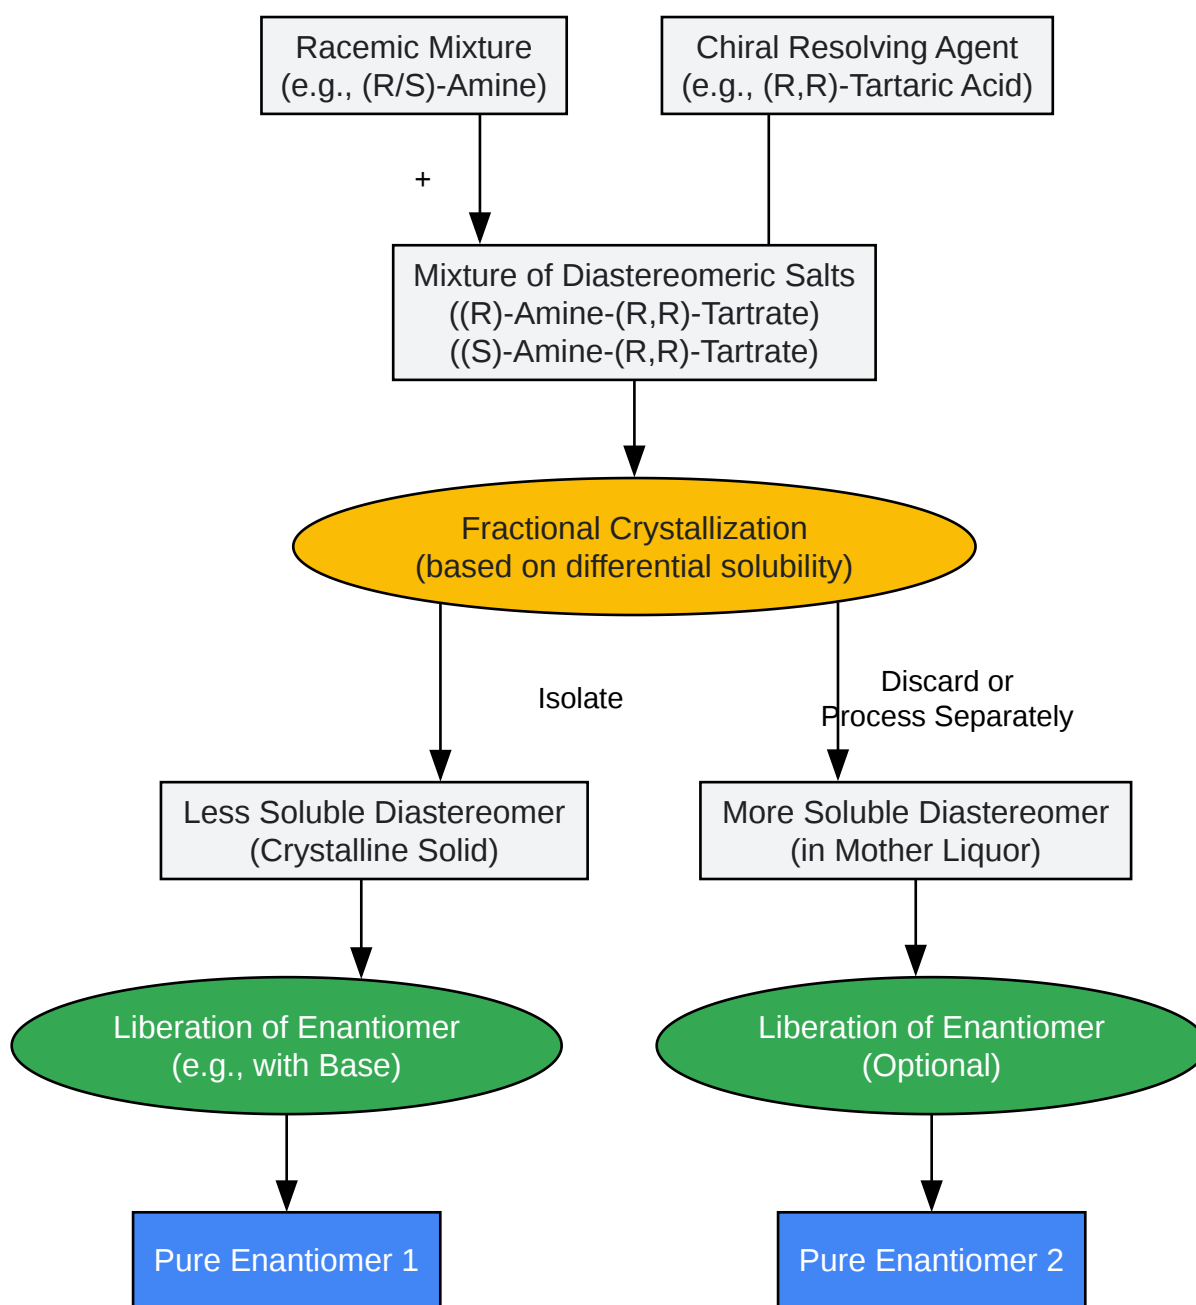 Racemic Mixture
(e.g., (R/S)-Amine)
Chiral Resolving Agent
(e.g., (R,R)-Tartaric Acid)
+
Mixture of Diastereomeric Salts
((R)-Amine-(R,R)-Tartrate)
((S)-Amine-(R,R)-Tartrate)
Fractional Crystallization
(based on differential solubility)
Isolate
Discard or
Process Separately
Less Soluble Diastereomer
(Crystalline Solid)
More Soluble Diastereomer
(in Mother Liquor)
Liberation of Enantiomer
(e.g., with Base)
Liberation of Enantiomer
(Optional)
Pure Enantiomer 1
Pure Enantiomer 2